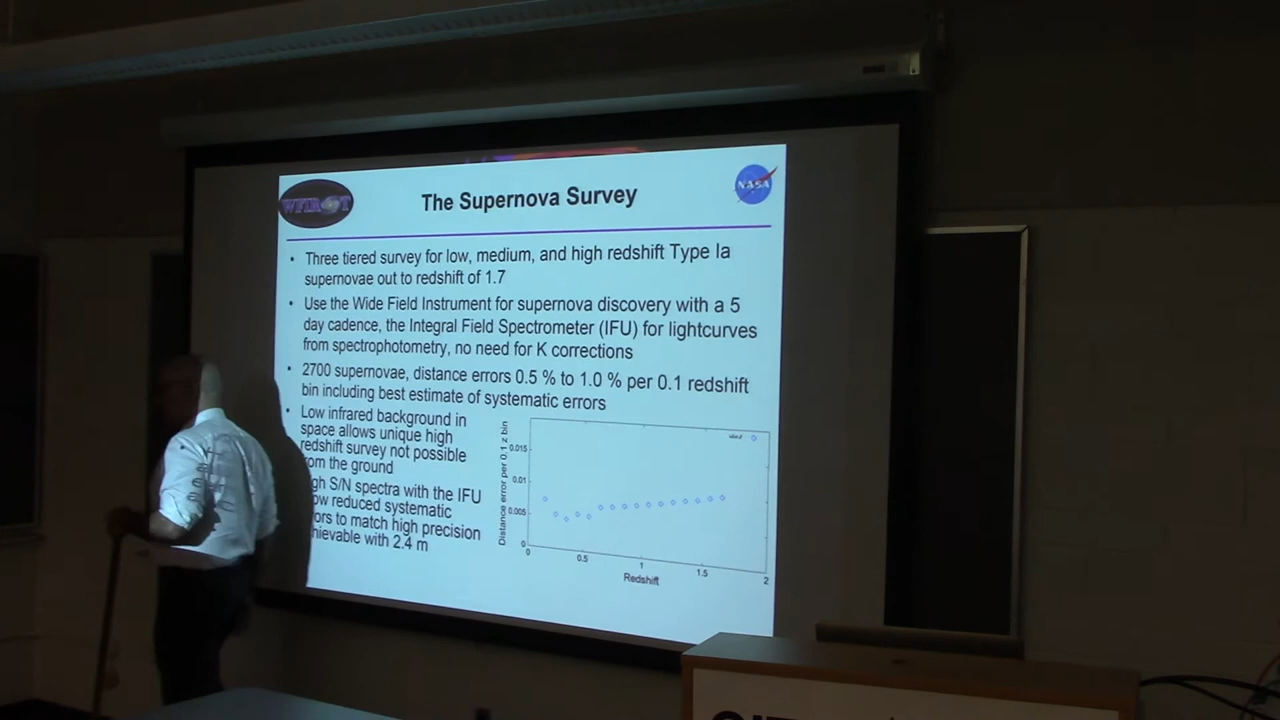 WFIRST
The Supernova Survey
NASA
• Three tiered survey for low, medium, and high redshift Type Ia
supernovae out to redshift of 1.7
• Use the Wide Field Instrument for supernova discovery with a 5
day cadence, the Integral Field Spectrometer (IFU) for lightcurves
from spectrophotometry, no need for K corrections
• 2700 supernovae, distance errors 0.5 % to 1.0 % per 0.1 redshift
bin including best estimate of systematic errors
• Low infrared background in
space allows unique high
redshift survey not possible
om the ground
gh S/N spectra with the IFU
ow reduced systematic
ors to match high precision
hievable with 2.4 m
Distance error per 0.1 z bin
0.015
0.01
0.005
0
0
0.5
1
1.5
2
Redshift